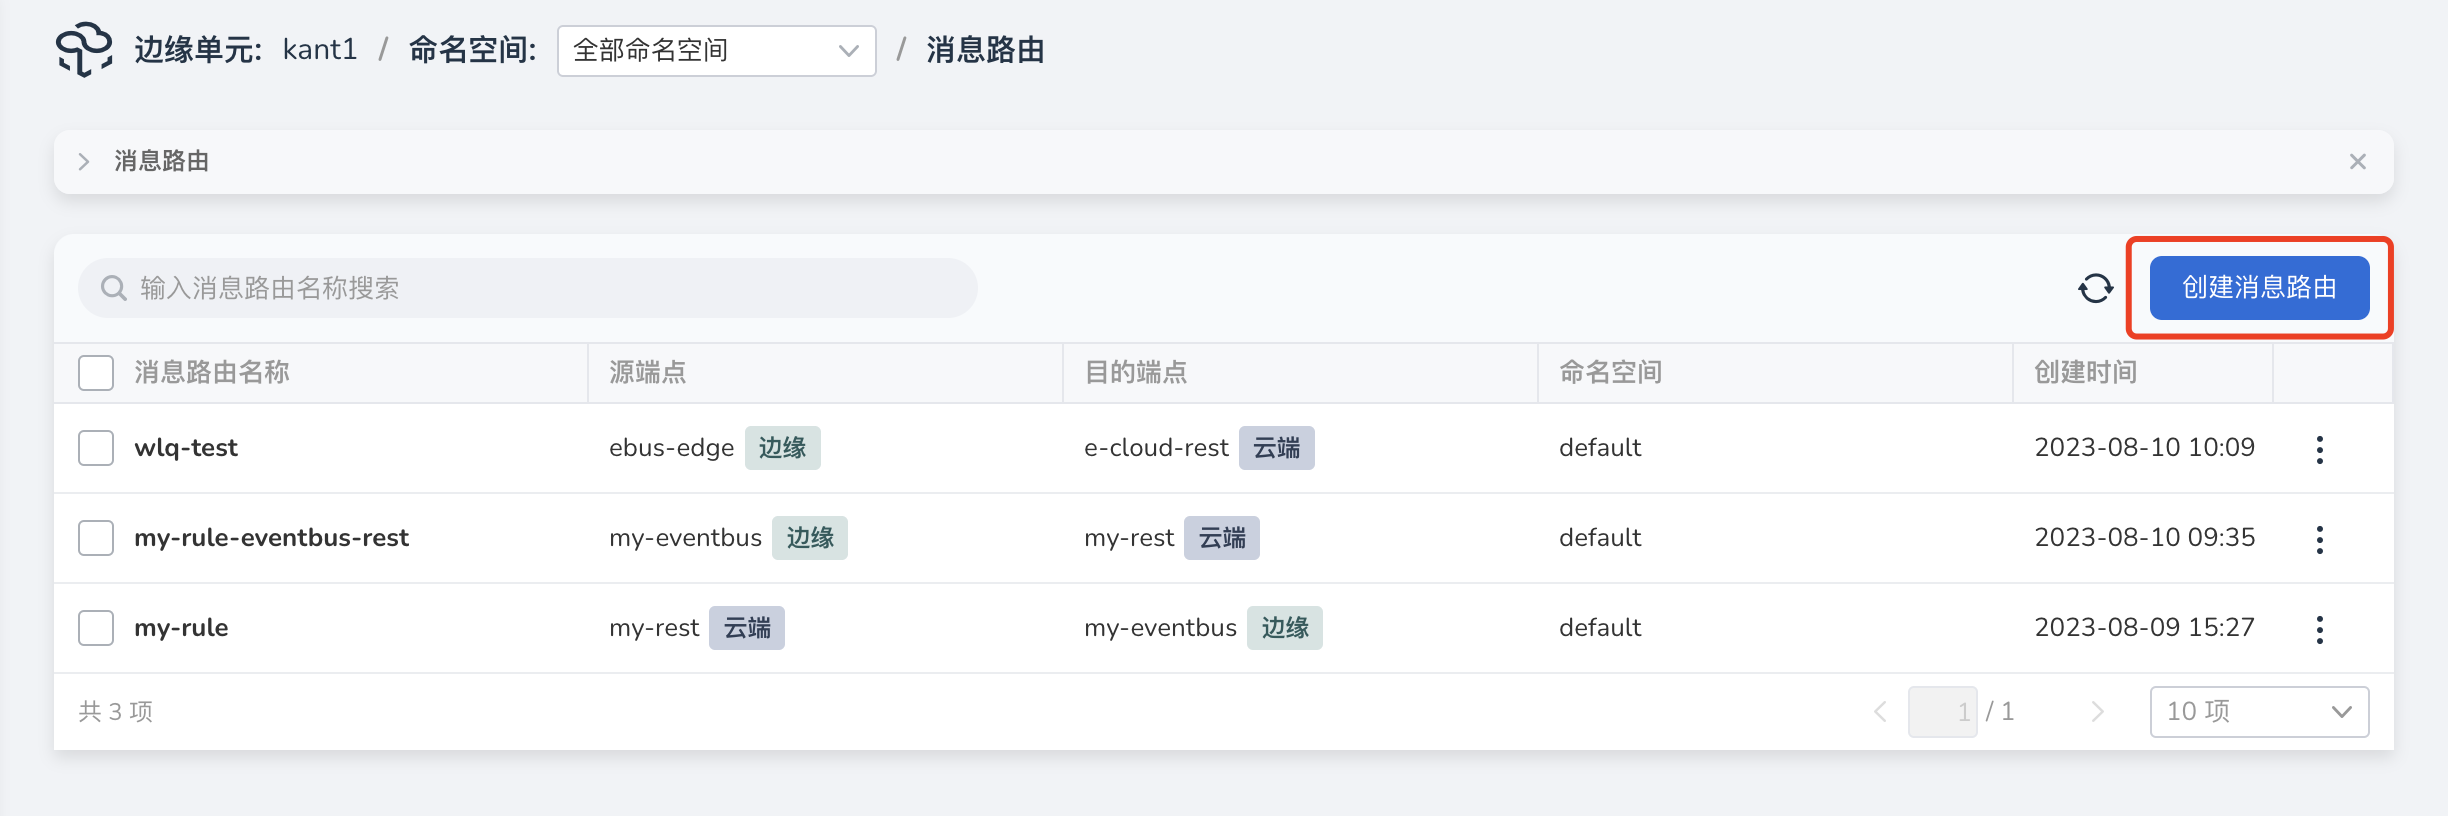 边缘单元: kant1 / 命名空间: 全部命名空间 / 消息路由
消息路由
输入消息路由名称搜索
创建消息路由
消息路由名称 源端点 目的端点 命名空间 创建时间
wlq-test ebus-edge 边缘 e-cloud-rest 云端 default 2023-08-10 10:09
my-rule-eventbus-rest my-eventbus 边缘 my-rest 云端 default 2023-08-10 09:35
my-rule my-rest 云端 my-eventbus 边缘 default 2023-08-09 15:27
共 3 项 1 / 1 10 项